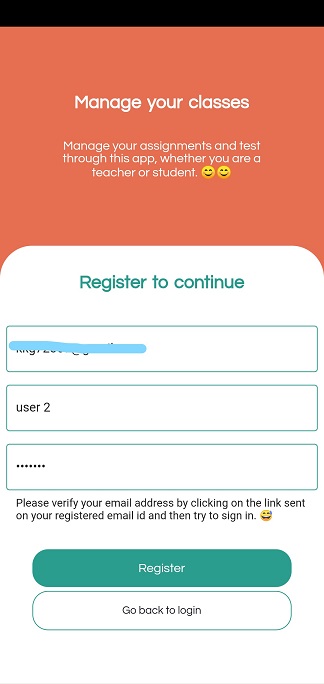 Manage your classes
Manage your assignments and test
through this app, whether you are a
teacher or student. 😊😊
Register to continue
user 2
•••••••
Please verify your email address by clicking on the link sent
on your registered email id and then try to sign in. 😅
Register
Go back to login